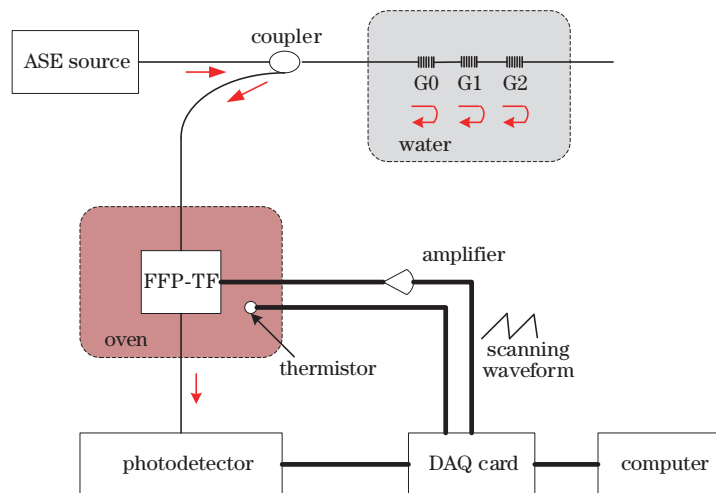 coupler
ASE source
G0 G1 G2
water
FFP-TF
amplifier
oven
thermistor
scanning
waveform
photodetector
DAQ card
computer